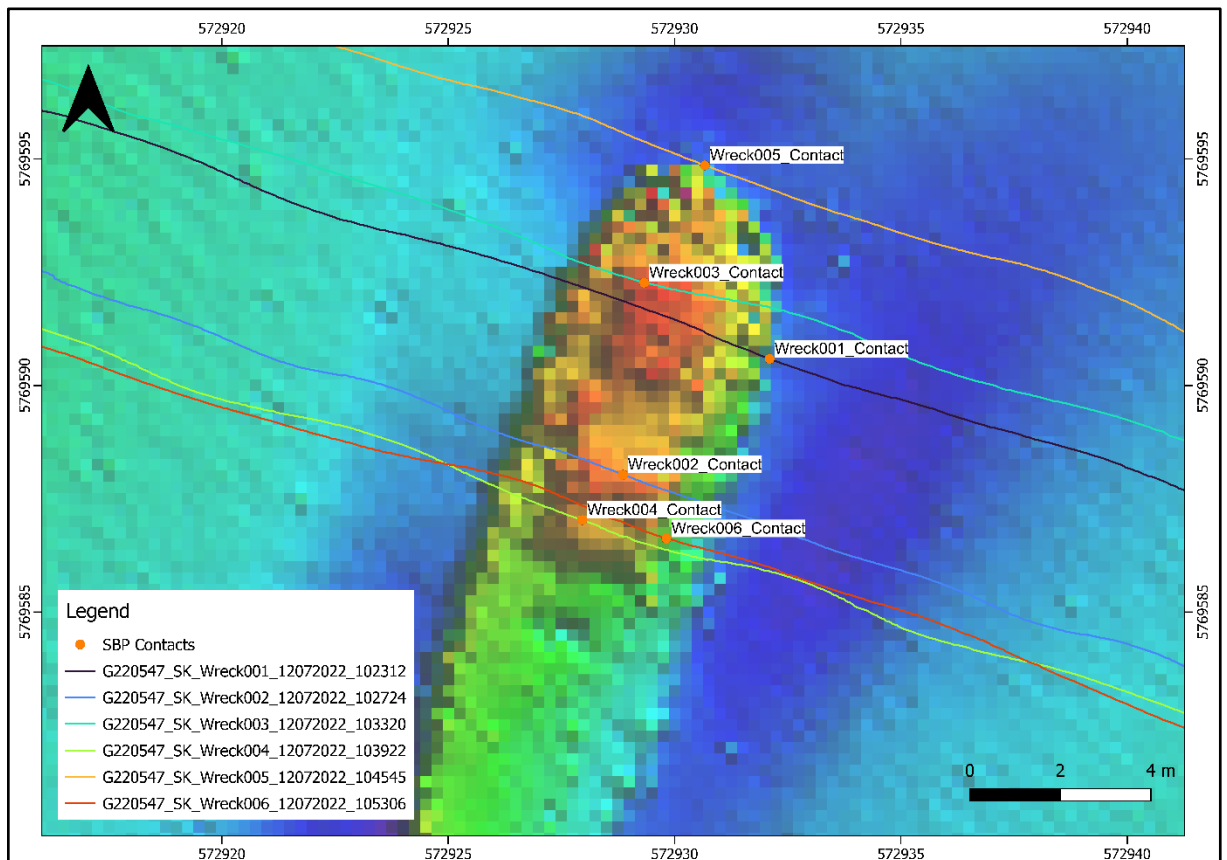 572920 572925 572930 572935 572940
5769595 5769595
Wreck005_Contact
Wreck003_Contact
Wreck001_Contact
5769590 5769590
Wreck002_Contact
Wreck004_Contact
Wreck006_Contact
5769585 5769585
Legend
SBP Contacts
G220547_SK_Wreck001_12072022_102312
G220547_SK_Wreck002_12072022_102724
G220547_SK_Wreck003_12072022_103320
G220547_SK_Wreck004_12072022_103922
G220547_SK_Wreck005_12072022_104545
G220547_SK_Wreck006_12072022_105306
0 2 4 m
572920 572925 572930 572935 572940